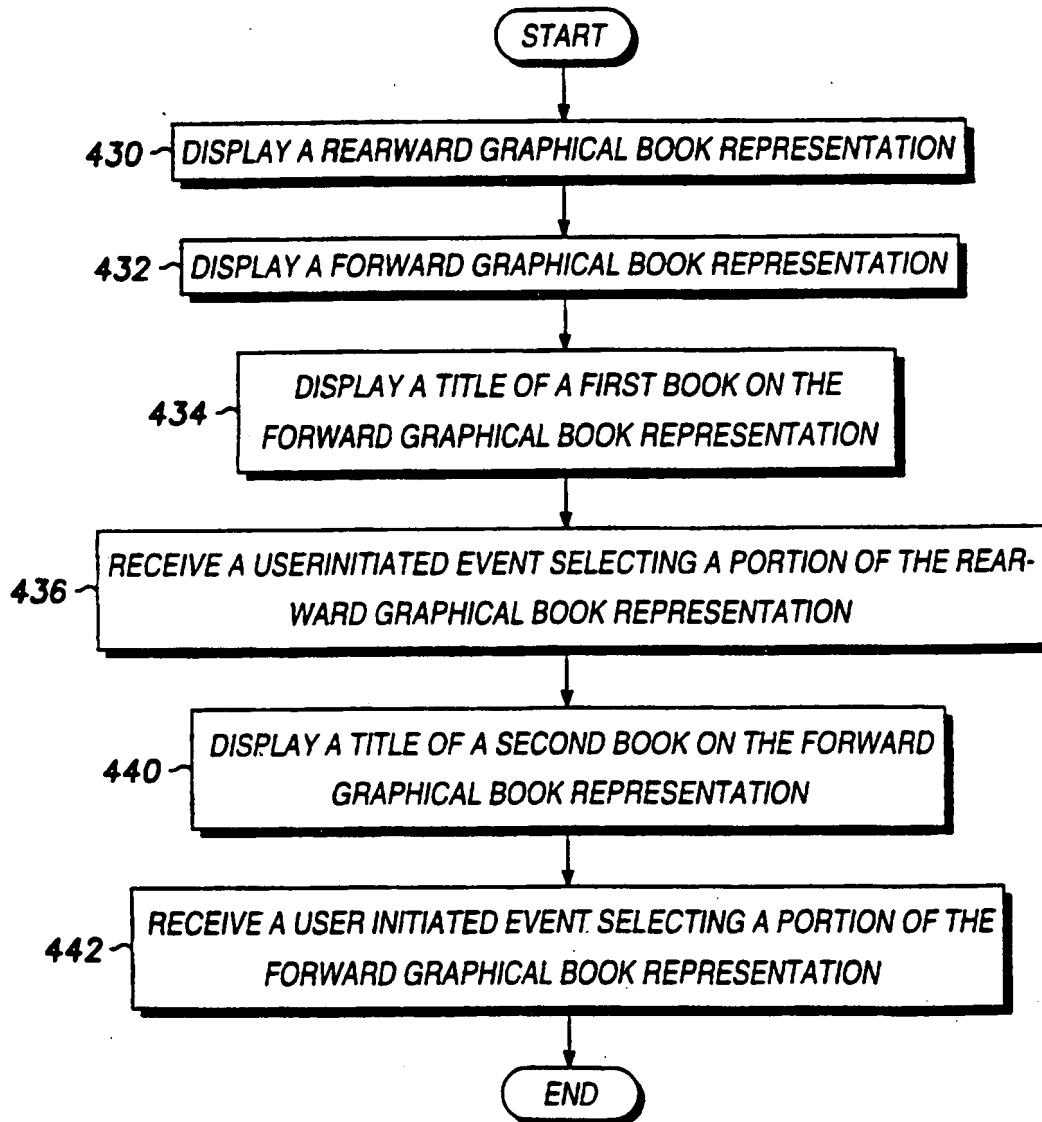 START
430 DISPLAY A REARWARD GRAPHICAL BOOK REPRESENTATION
432 DISPLAY A FORWARD GRAPHICAL BOOK REPRESENTATION
434 DISPLAY A TITLE OF A FIRST BOOK ON THE
FORWARD GRAPHICAL BOOK REPRESENTATION
436 RECEIVE A USERINITIATED EVENT SELECTING A PORTION OF THE REAR-
WARD GRAPHICAL BOOK REPRESENTATION
440 DISPLAY A TITLE OF A SECOND BOOK ON THE FORWARD
GRAPHICAL BOOK REPRESENTATION
442 RECEIVE A USER INITIATED EVENT SELECTING A PORTION OF THE
FORWARD GRAPHICAL BOOK REPRESENTATION
END